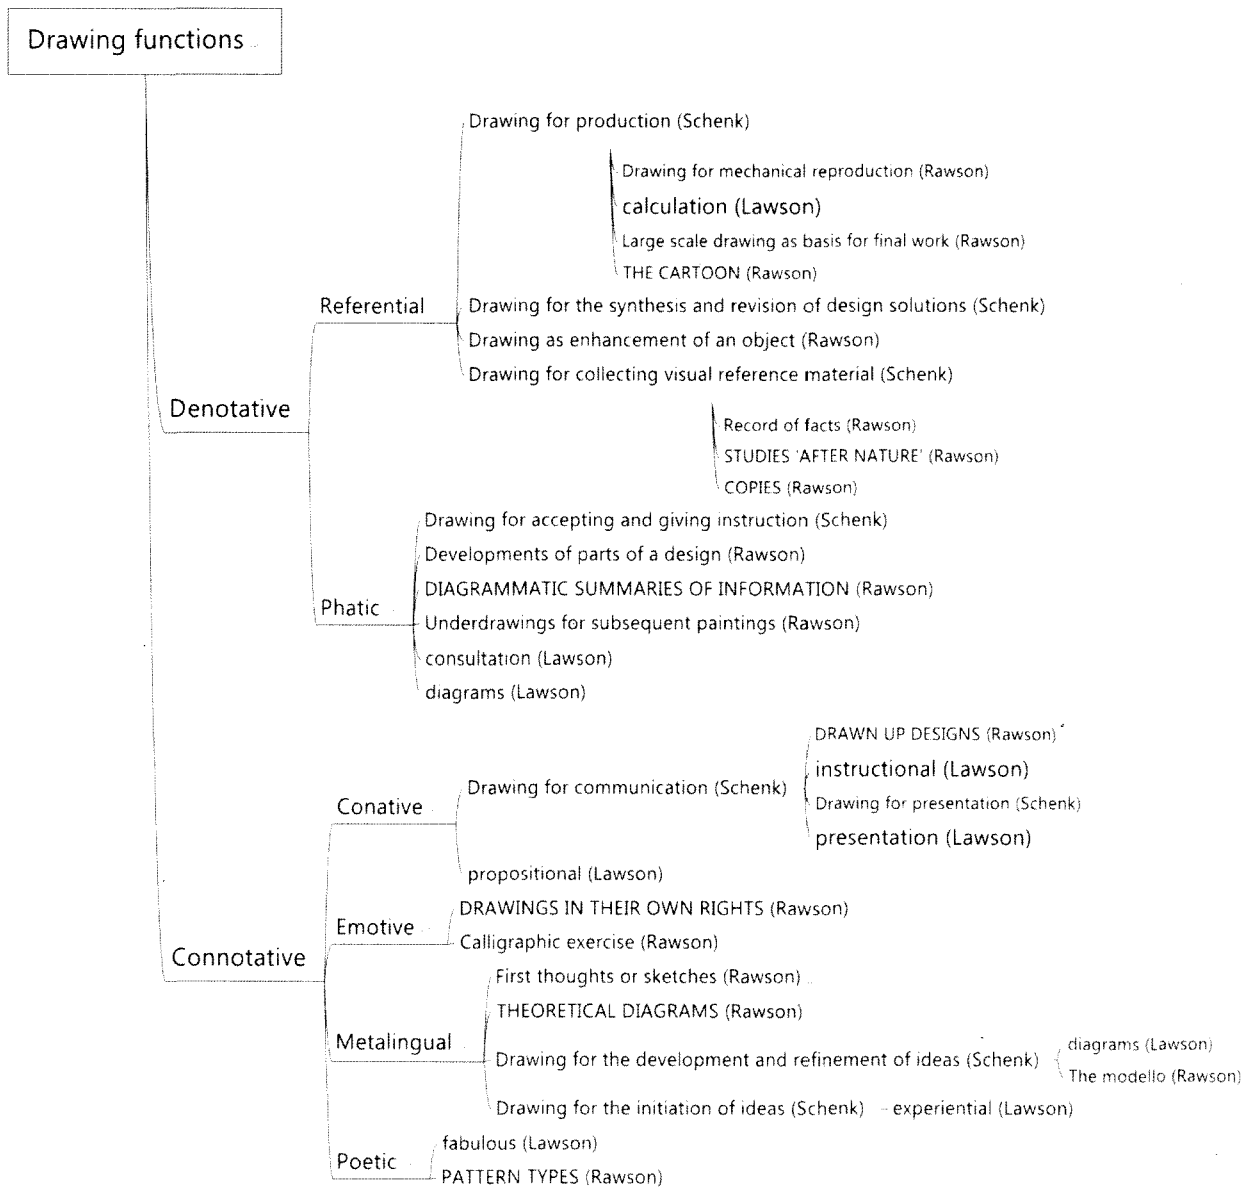 Drawing functions
Denotative
Referential
Drawing for production (Schenk)
Drawing for mechanical reproduction (Rawson)
calculation (Lawson)
Large scale drawing as basis for final work (Rawson)
THE CARTOON (Rawson)
Drawing for the synthesis and revision of design solutions (Schenk)
Drawing as enhancement of an object (Rawson)
Drawing for collecting visual reference material (Schenk)
Record of facts (Rawson)
STUDIES 'AFTER NATURE' (Rawson)
COPIES (Rawson)
Phatic
Drawing for accepting and giving instruction (Schenk)
Developments of parts of a design (Rawson)
DIAGRAMMATIC SUMMARIES OF INFORMATION (Rawson)
Underdrawings for subsequent paintings (Rawson)
consultation (Lawson)
diagrams (Lawson)
Connotative
Conative
Drawing for communication (Schenk)
DRAWN UP DESIGNS (Rawson)
instructional (Lawson)
Drawing for presentation (Schenk)
presentation (Lawson)
propositional (Lawson)
Emotive
DRAWINGS IN THEIR OWN RIGHTS (Rawson)
Calligraphic exercise (Rawson)
Metalingual
First thoughts or sketches (Rawson)
THEORETICAL DIAGRAMS (Rawson)
Drawing for the development and refinement of ideas (Schenk)
diagrams (Lawson)
The modello (Rawson)
Drawing for the initiation of ideas (Schenk)
experiential (Lawson)
Poetic
fabulous (Lawson)
PATTERN TYPES (Rawson)